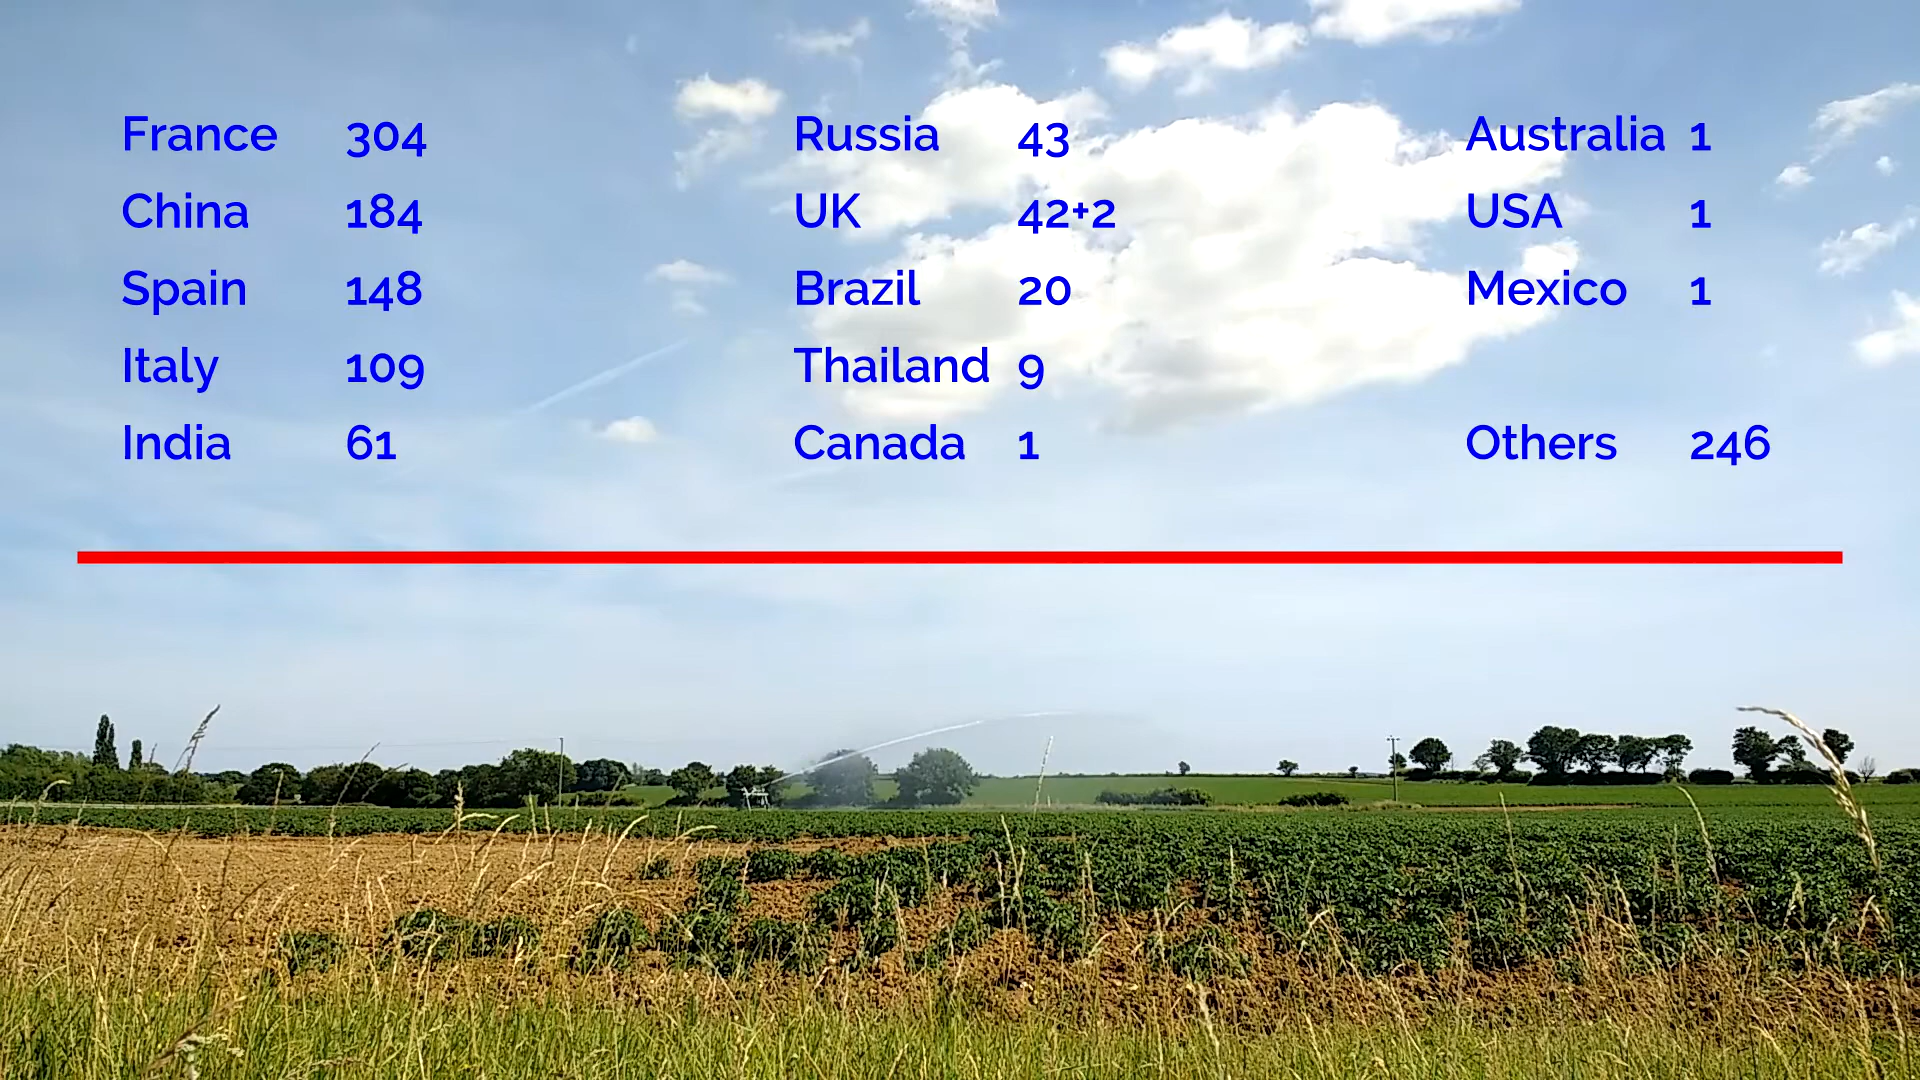 France 304
China 184
Spain 148
Italy 109
India 61
Russia 43
UK 42+2
Brazil 20
Thailand 9
Canada 1
Australia 1
USA 1
Mexico 1
Others 246